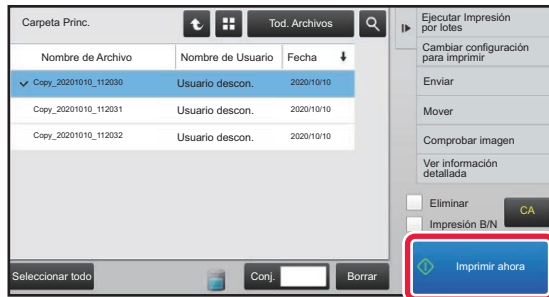 Carpeta Princ.
Tod. Archivos
Nombre de Archivo Nombre de Usuario Fecha
Copy_20201010_112030 Usuario descon. 2020/10/10
Copy_20201010_112031 Usuario descon. 2020/10/10
Copy_20201010_112032 Usuario descon. 2020/10/10
Seleccionar todo Conj. Borrar
Ejecutar Impresión
por lotes
Cambiar configuración
para imprimir
Enviar
Mover
Comprobar imagen
Ver información
detallada
Eliminar
CA
Impresión B/N
Imprimir ahora